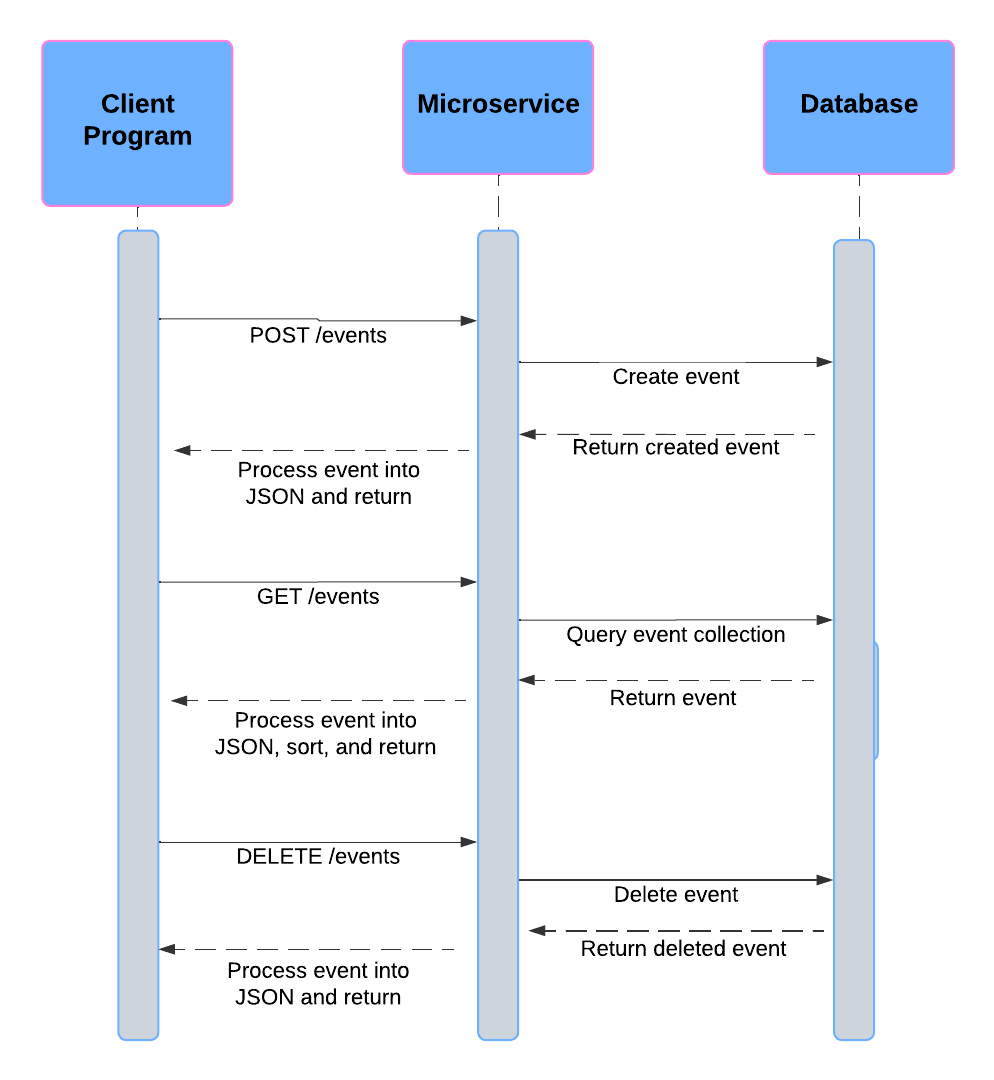 Client
Program
Microservice
Database
POST /events
Create event
Return created event
Process event into
JSON and return
GET /events
Query event collection
Return event
Process event into
JSON, sort, and return
DELETE /events
Delete event
Return deleted event
Process event into
JSON and return